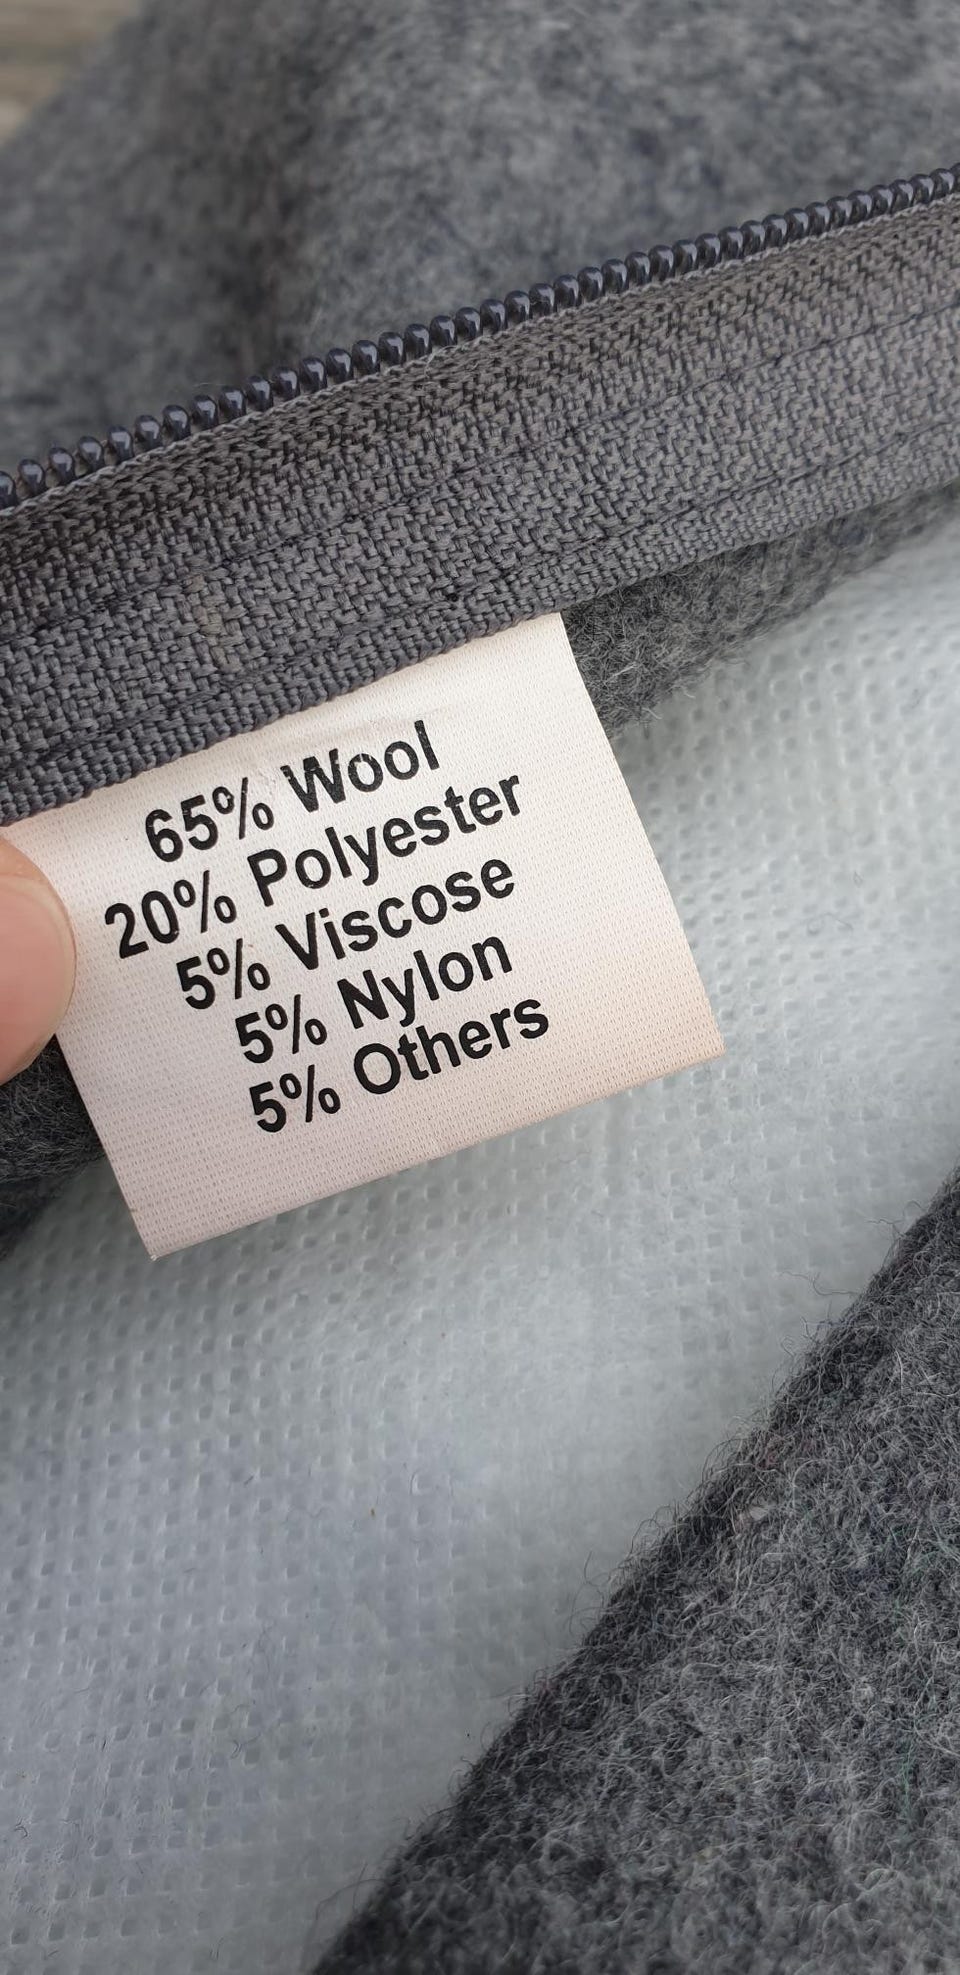 65% Wool
20% Polyester
5% Viscose
5% Nylon
5% Others